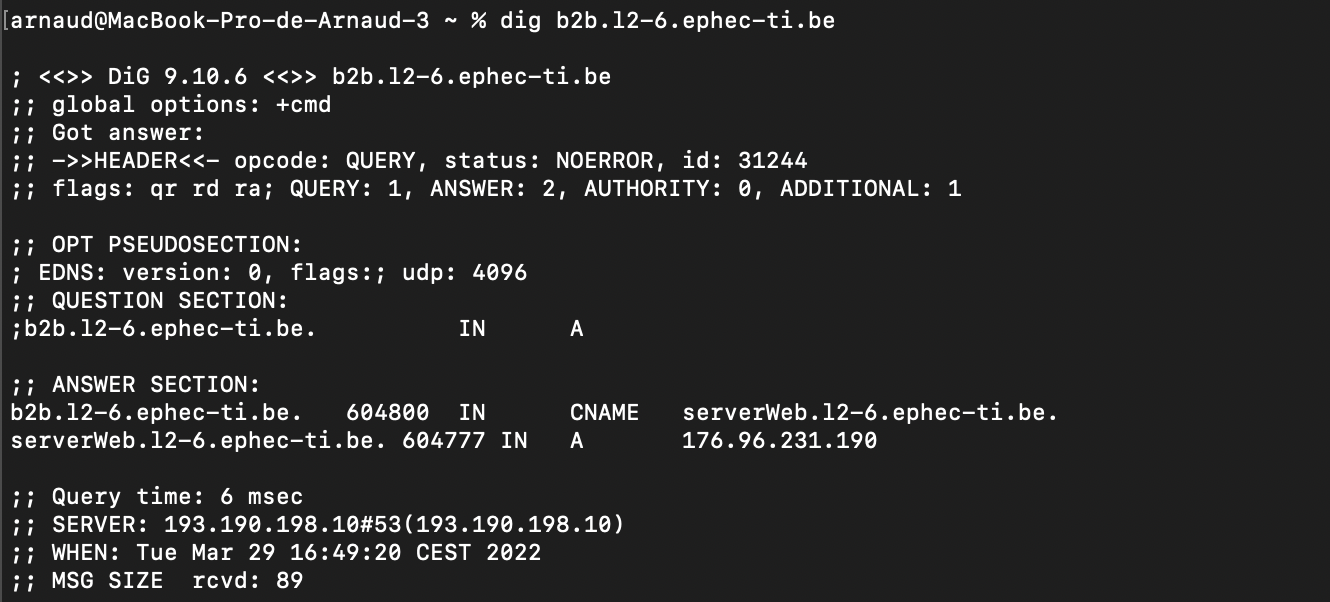 [arnaud@MacBook-Pro-de-Arnaud-3 ~ % dig b2b.l2-6.ephec-ti.be
; <<>> DiG 9.10.6 <<>> b2b.l2-6.ephec-ti.be
;; global options: +cmd
;; Got answer:
;; ->>HEADER<<- opcode: QUERY, status: NOERROR, id: 31244
;; flags: qr rd ra; QUERY: 1, ANSWER: 2, AUTHORITY: 0, ADDITIONAL: 1
;; OPT PSEUDOSECTION:
; EDNS: version: 0, flags:; udp: 4096
;; QUESTION SECTION:
;b2b.l2-6.ephec-ti.be. IN A
;; ANSWER SECTION:
b2b.l2-6.ephec-ti.be. 604800 IN CNAME serverWeb.l2-6.ephec-ti.be.
serverWeb.l2-6.ephec-ti.be. 604777 IN A 176.96.231.190
;; Query time: 6 msec
;; SERVER: 193.190.198.10#53(193.190.198.10)
;; WHEN: Tue Mar 29 16:49:20 CEST 2022
;; MSG SIZE rcvd: 89